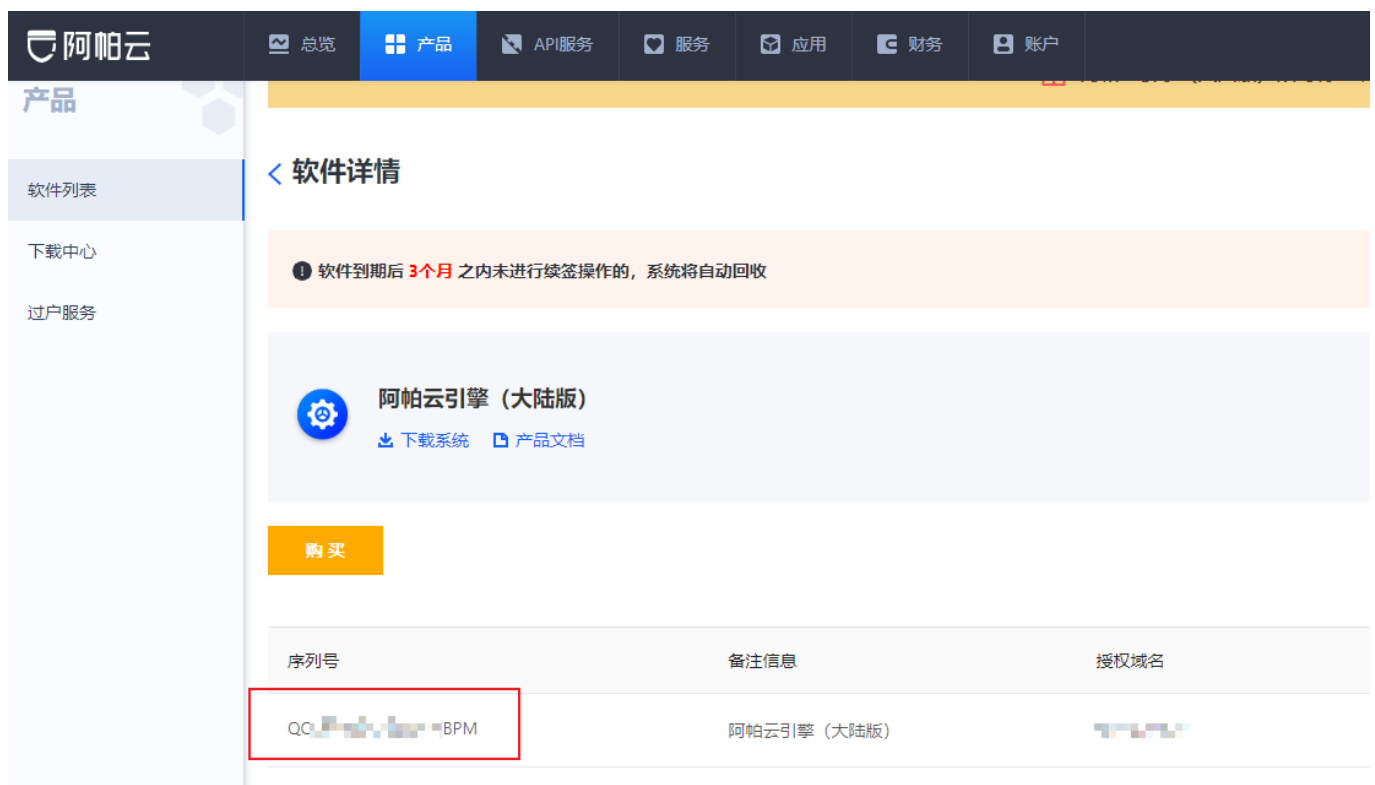 阿帕云 总览 产品 API服务 服务 应用 财务 账户
产品
软件列表
下载中心
过户服务
软件详情
软件到期后 3个月 之内未进行续签操作的，系统将自动回收
阿帕云引擎（大陆版）
下载系统 产品文档
购买
序列号 备注信息 授权域名
QC BPM 阿帕云引擎（大陆版）